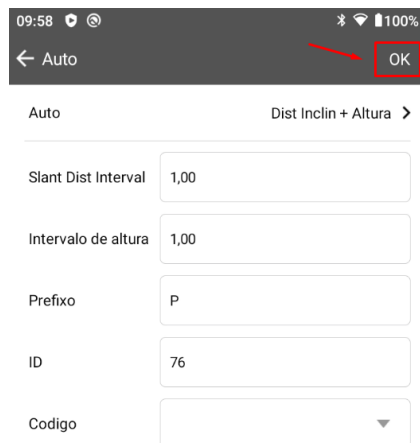 09:58 100%
Auto OK
Auto Dist Inclin + Altura
Slant Dist Interval 1,00
Intervalo de altura 1,00
Prefixo P
ID 76
Codigo